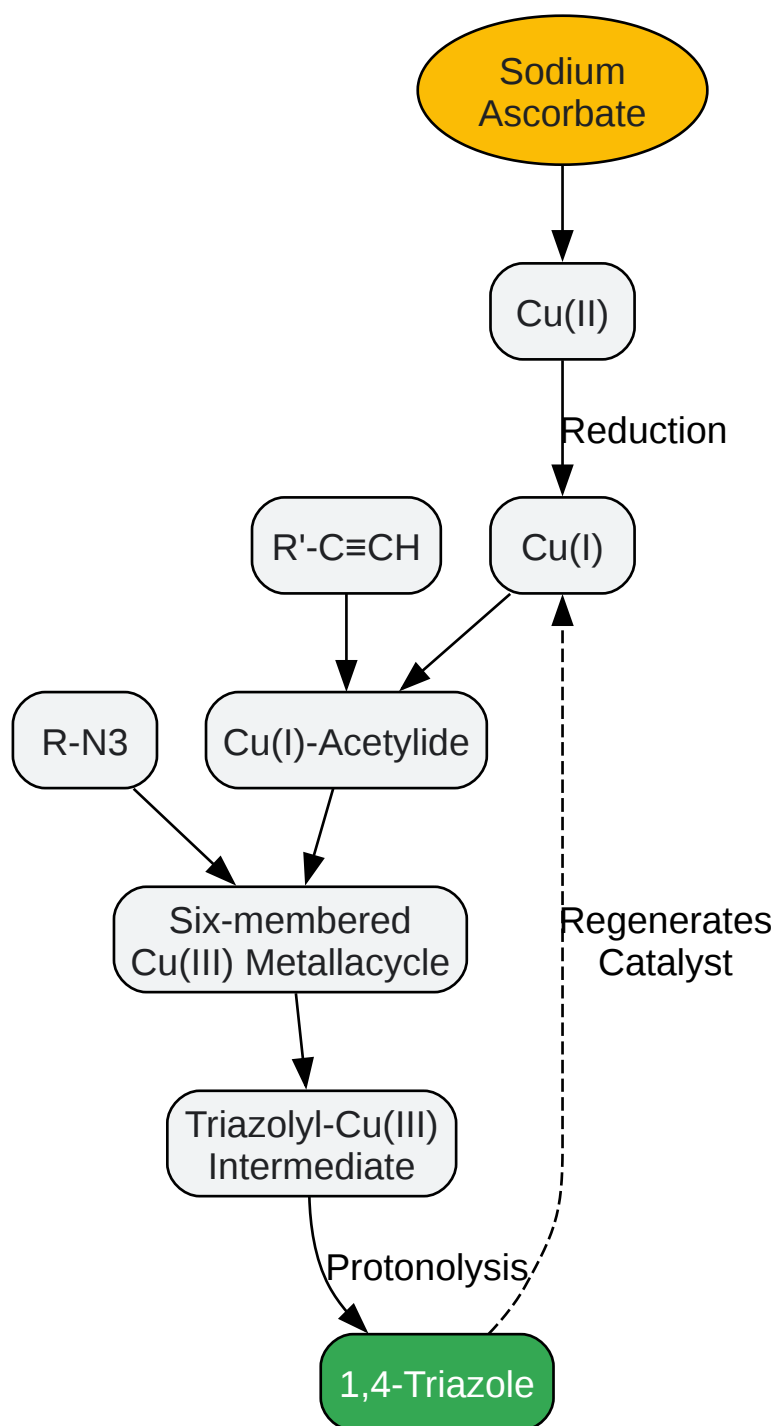 Sodium
Ascorbate
Cu(II)
Reduction
R'-C≡CH
Cu(I)
R-N3
Cu(I)-Acetylide
Six-membered
Cu(III) Metallacycle
Regenerates
Catalyst
Triazolyl-Cu(III)
Intermediate
Protonolysis
1,4-Triazole